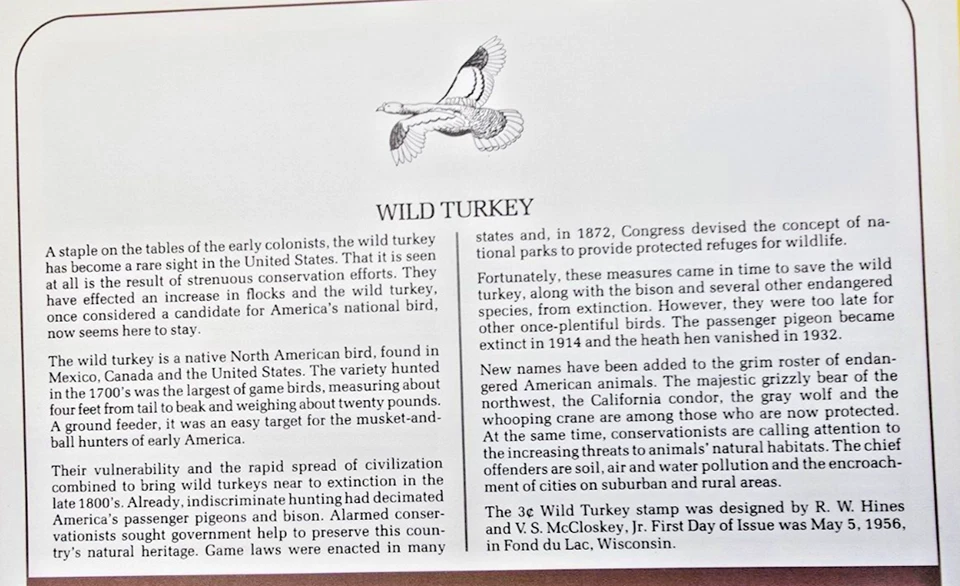 WILD TURKEY
A staple on the tables of the early colonists, the wild turkey
has become a rare sight in the United States. That it is seen
at all is the result of strenuous conservation efforts. They
have effected an increase in flocks and the wild turkey,
once considered a candidate for America's national bird,
now seems here to stay.
The wild turkey is a native North American bird, found in
Mexico, Canada and the United States. The variety hunted
in the 1700's was the largest of game birds, measuring about
four feet from tail to beak and weighing about twenty pounds.
A ground feeder, it was an easy target for the musket-and-
ball hunters of early America.
Their vulnerability and the rapid spread of civilization
combined to bring wild turkeys near to extinction in the
late 1800's. Already, indiscriminate hunting had decimated
America's passenger pigeons and bison. Alarmed conser-
vationists sought government help to preserve this coun-
try's natural heritage. Game laws were enacted in many
states and, in 1872, Congress devised the concept of na-
tional parks to provide protected refuges for wildlife.
Fortunately, these measures came in time to save the wild
turkey, along with the bison and several other endangered
species, from extinction. However, they were too late for
other once-plentiful birds. The passenger pigeon became
extinct in 1914 and the heath hen vanished in 1932.
New names have been added to the grim roster of endan-
gered American animals. The majestic grizzly bear of the
northwest, the California condor, the gray wolf and the
whooping crane are among those who are now protected.
At the same time, conservationists are calling attention to
the increasing threats to animals' natural habitats. The chief
offenders are soil, air and water pollution and the encroach-
ment of cities on suburban and rural areas.
The 3¢ Wild Turkey stamp was designed by R. W. Hines
and V. S. McCloskey, Jr. First Day of Issue was May 5, 1956,
in Fond du Lac, Wisconsin.